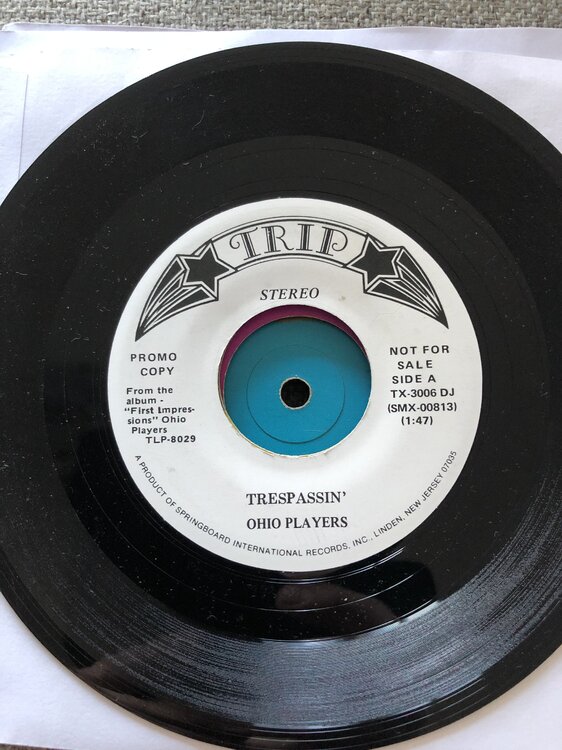 TRIP
STEREO
PROMO
COPY
From the
album -
"First Impres-
sions" Ohio
Players
TLP-8029
NOT FOR
SALE
SIDE A
TX-3006 DJ
(SMX-00813)
(1:47)
TRESPASSIN'
OHIO PLAYERS
A PRODUCT OF SPRINGBOARD INTERNATIONAL RECORDS, INC., LINDEN, NEW JERSEY 07035